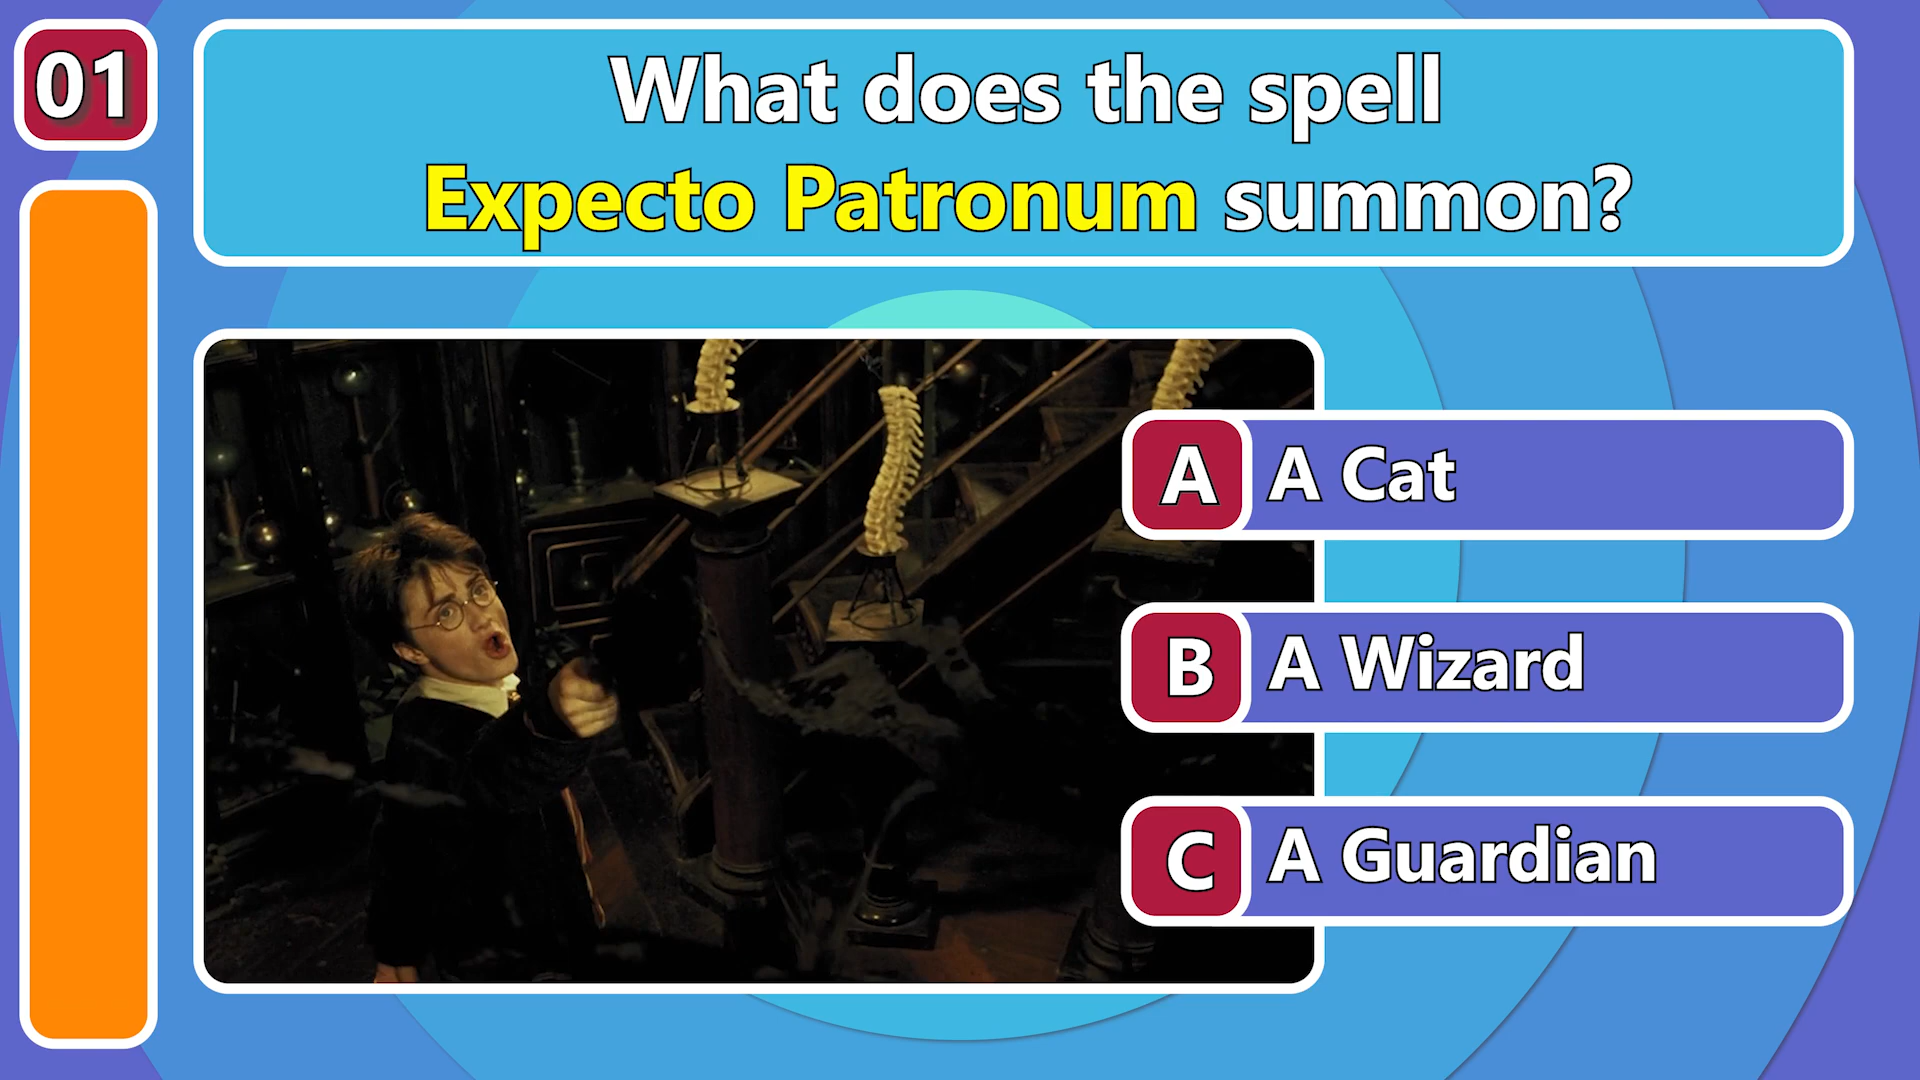 01
What does the spell
Expecto Patronum summon?
A A Cat
B A Wizard
C A Guardian